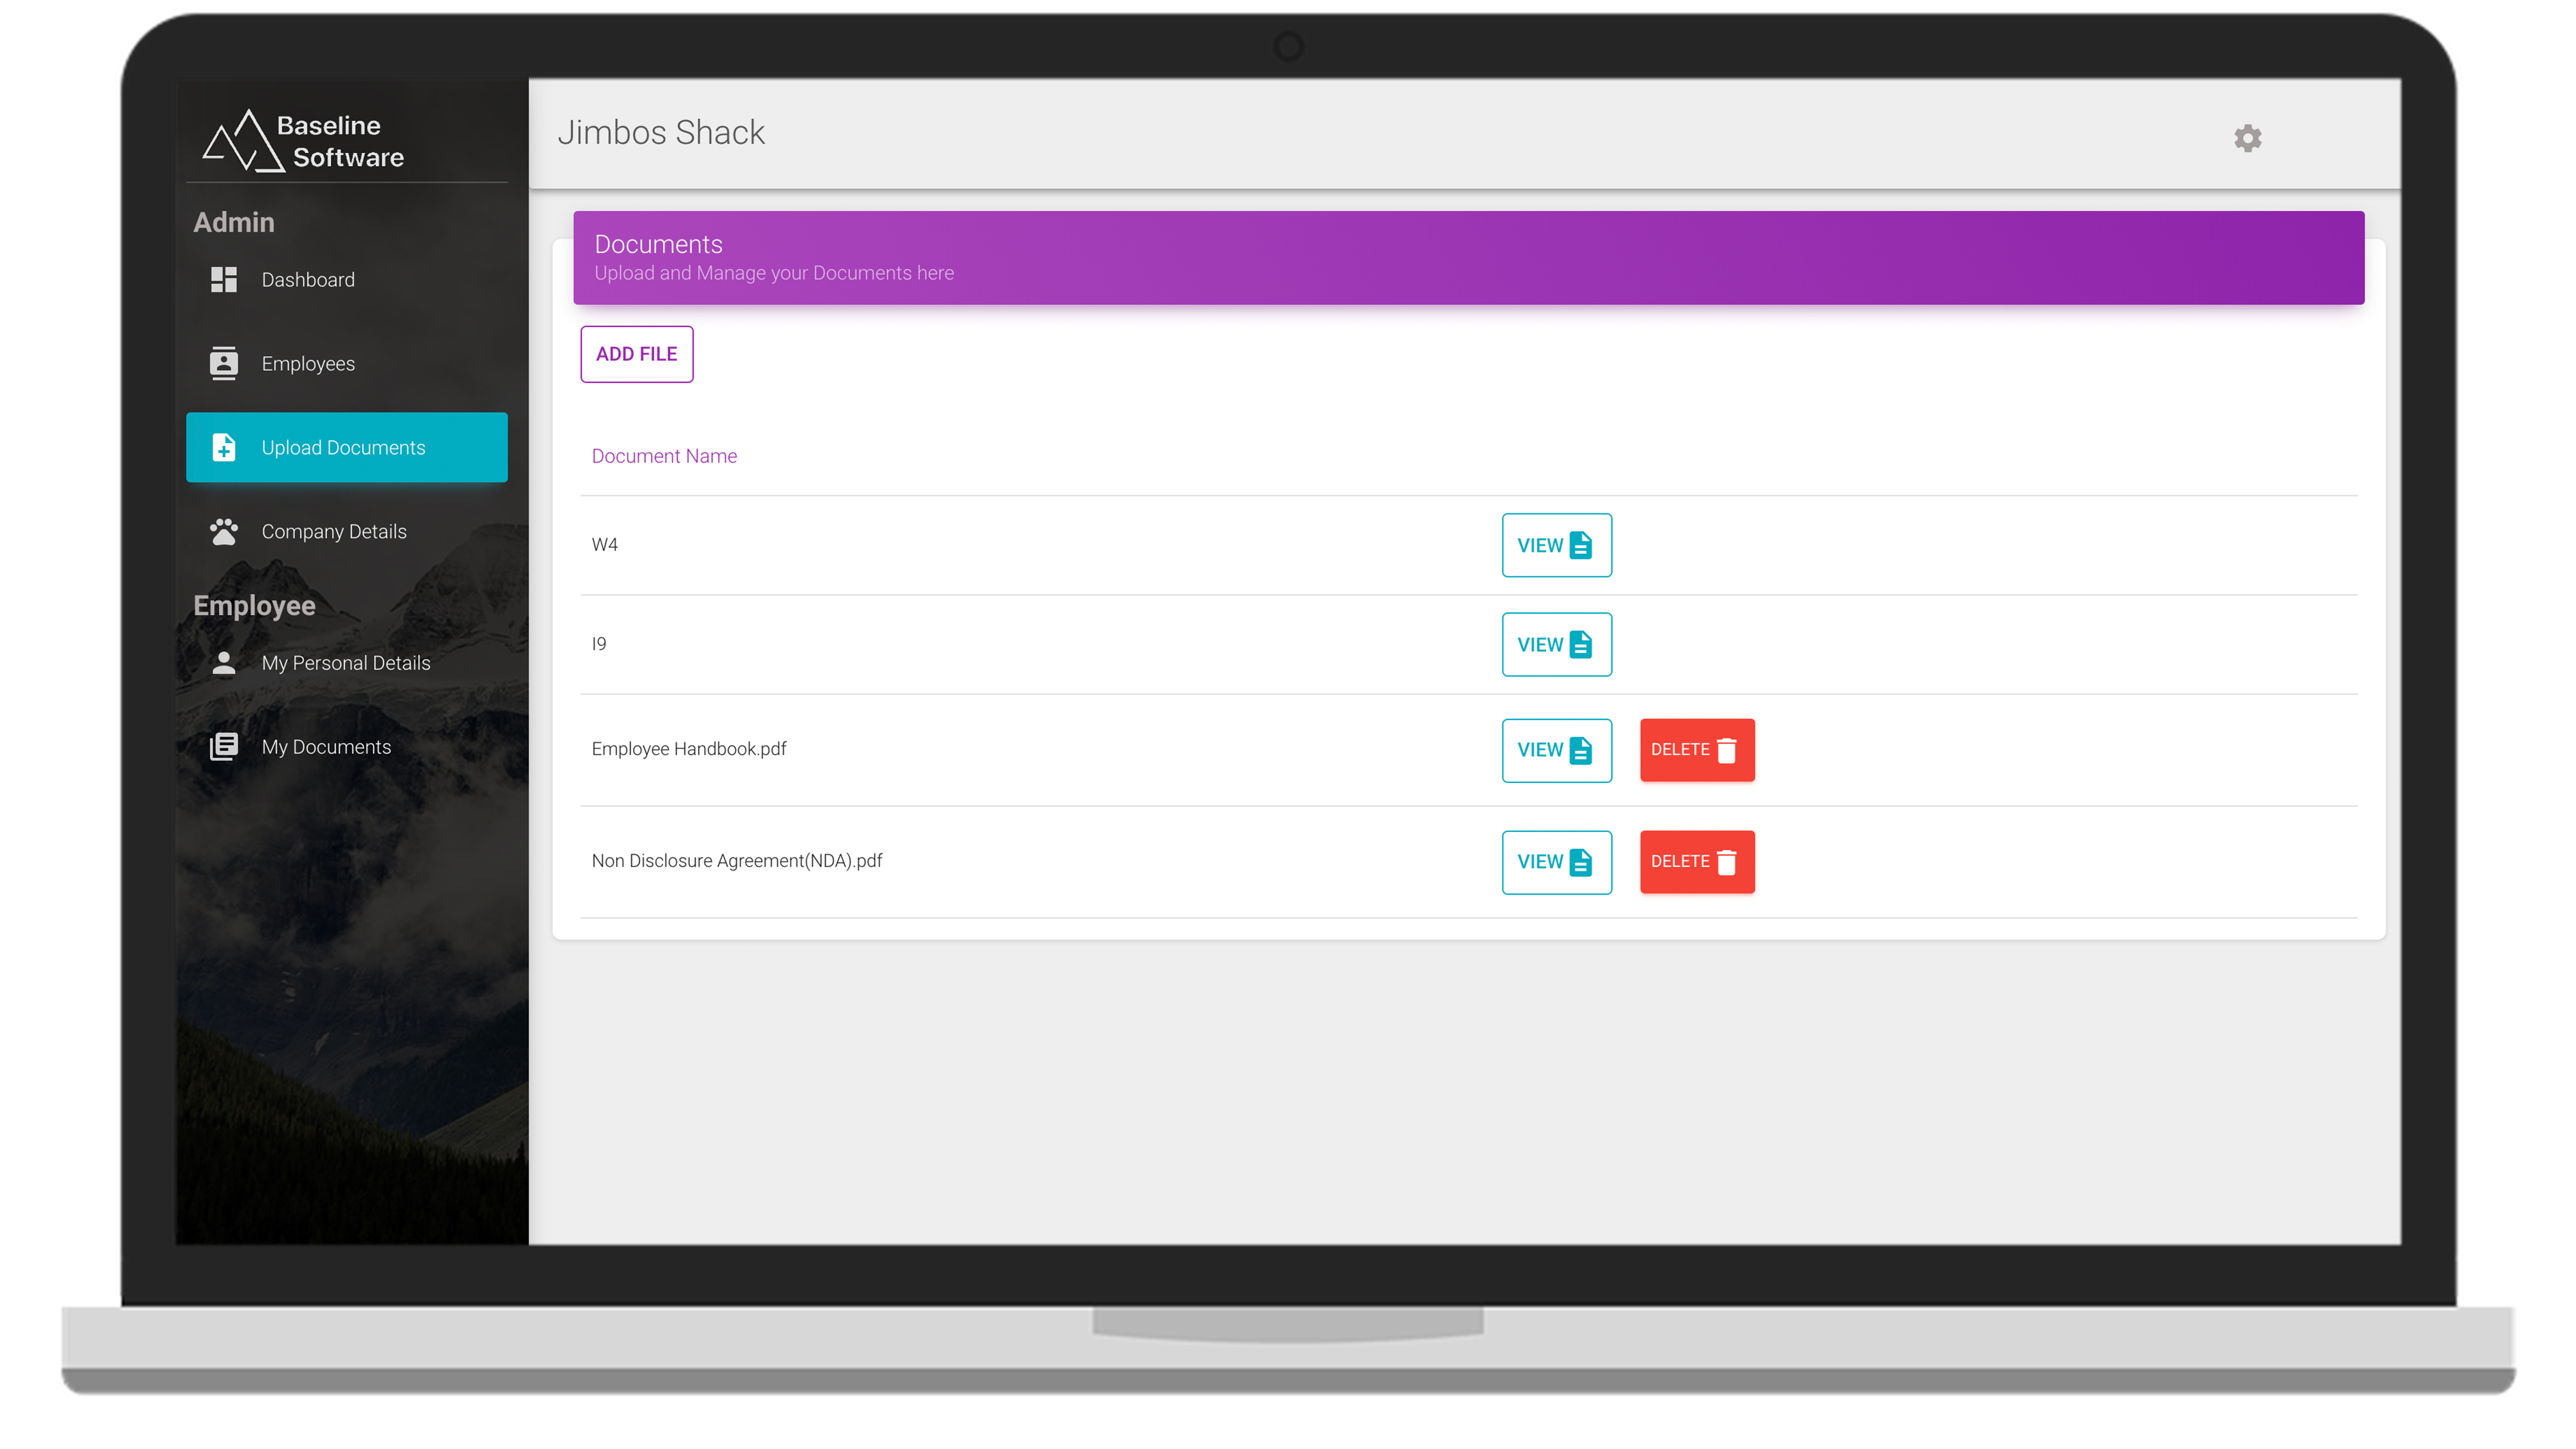 Baseline
Software
Admin
Dashboard
Employees
Upload Documents
Company Details
Employee
My Personal Details
My Documents
Jimbos Shack
Documents
Upload and Manage your Documents here
ADD FILE
Document Name
W4 VIEW
I9 VIEW
Employee Handbook.pdf VIEW DELETE
Non Disclosure Agreement(NDA).pdf VIEW DELETE